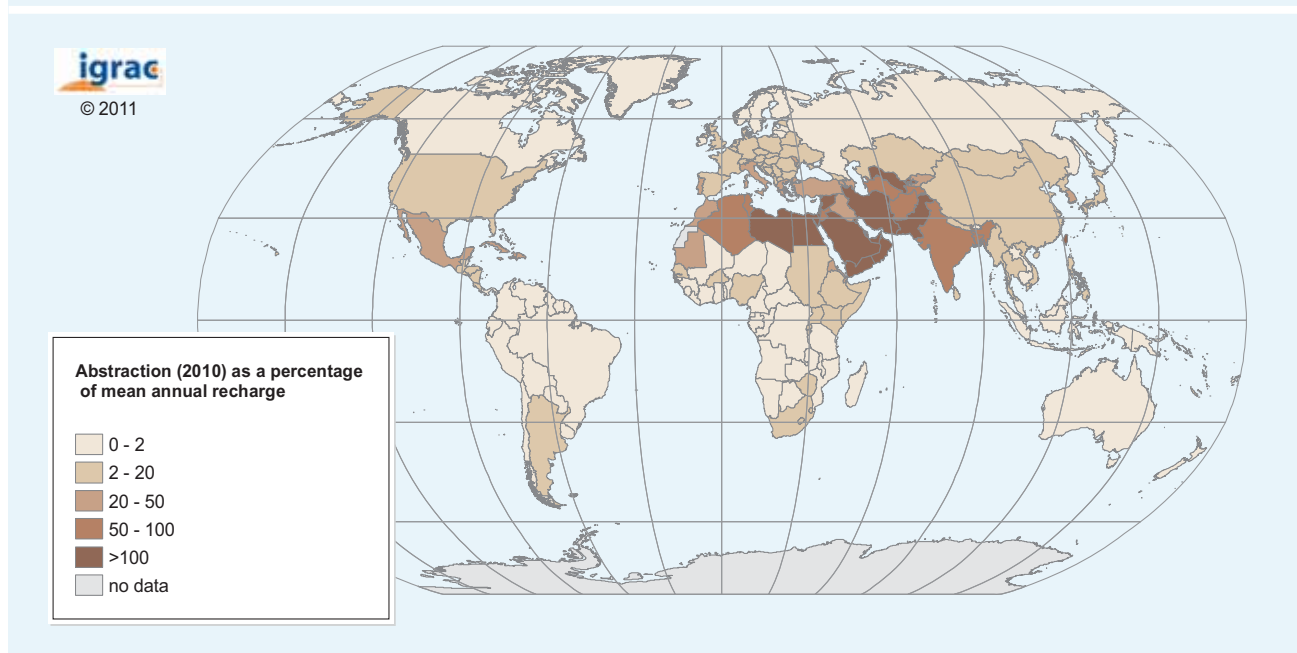 igrac
© 2011
Abstraction (2010) as a percentage
of mean annual recharge
0 - 2
2 - 20
20 - 50
50 - 100
>100
no data